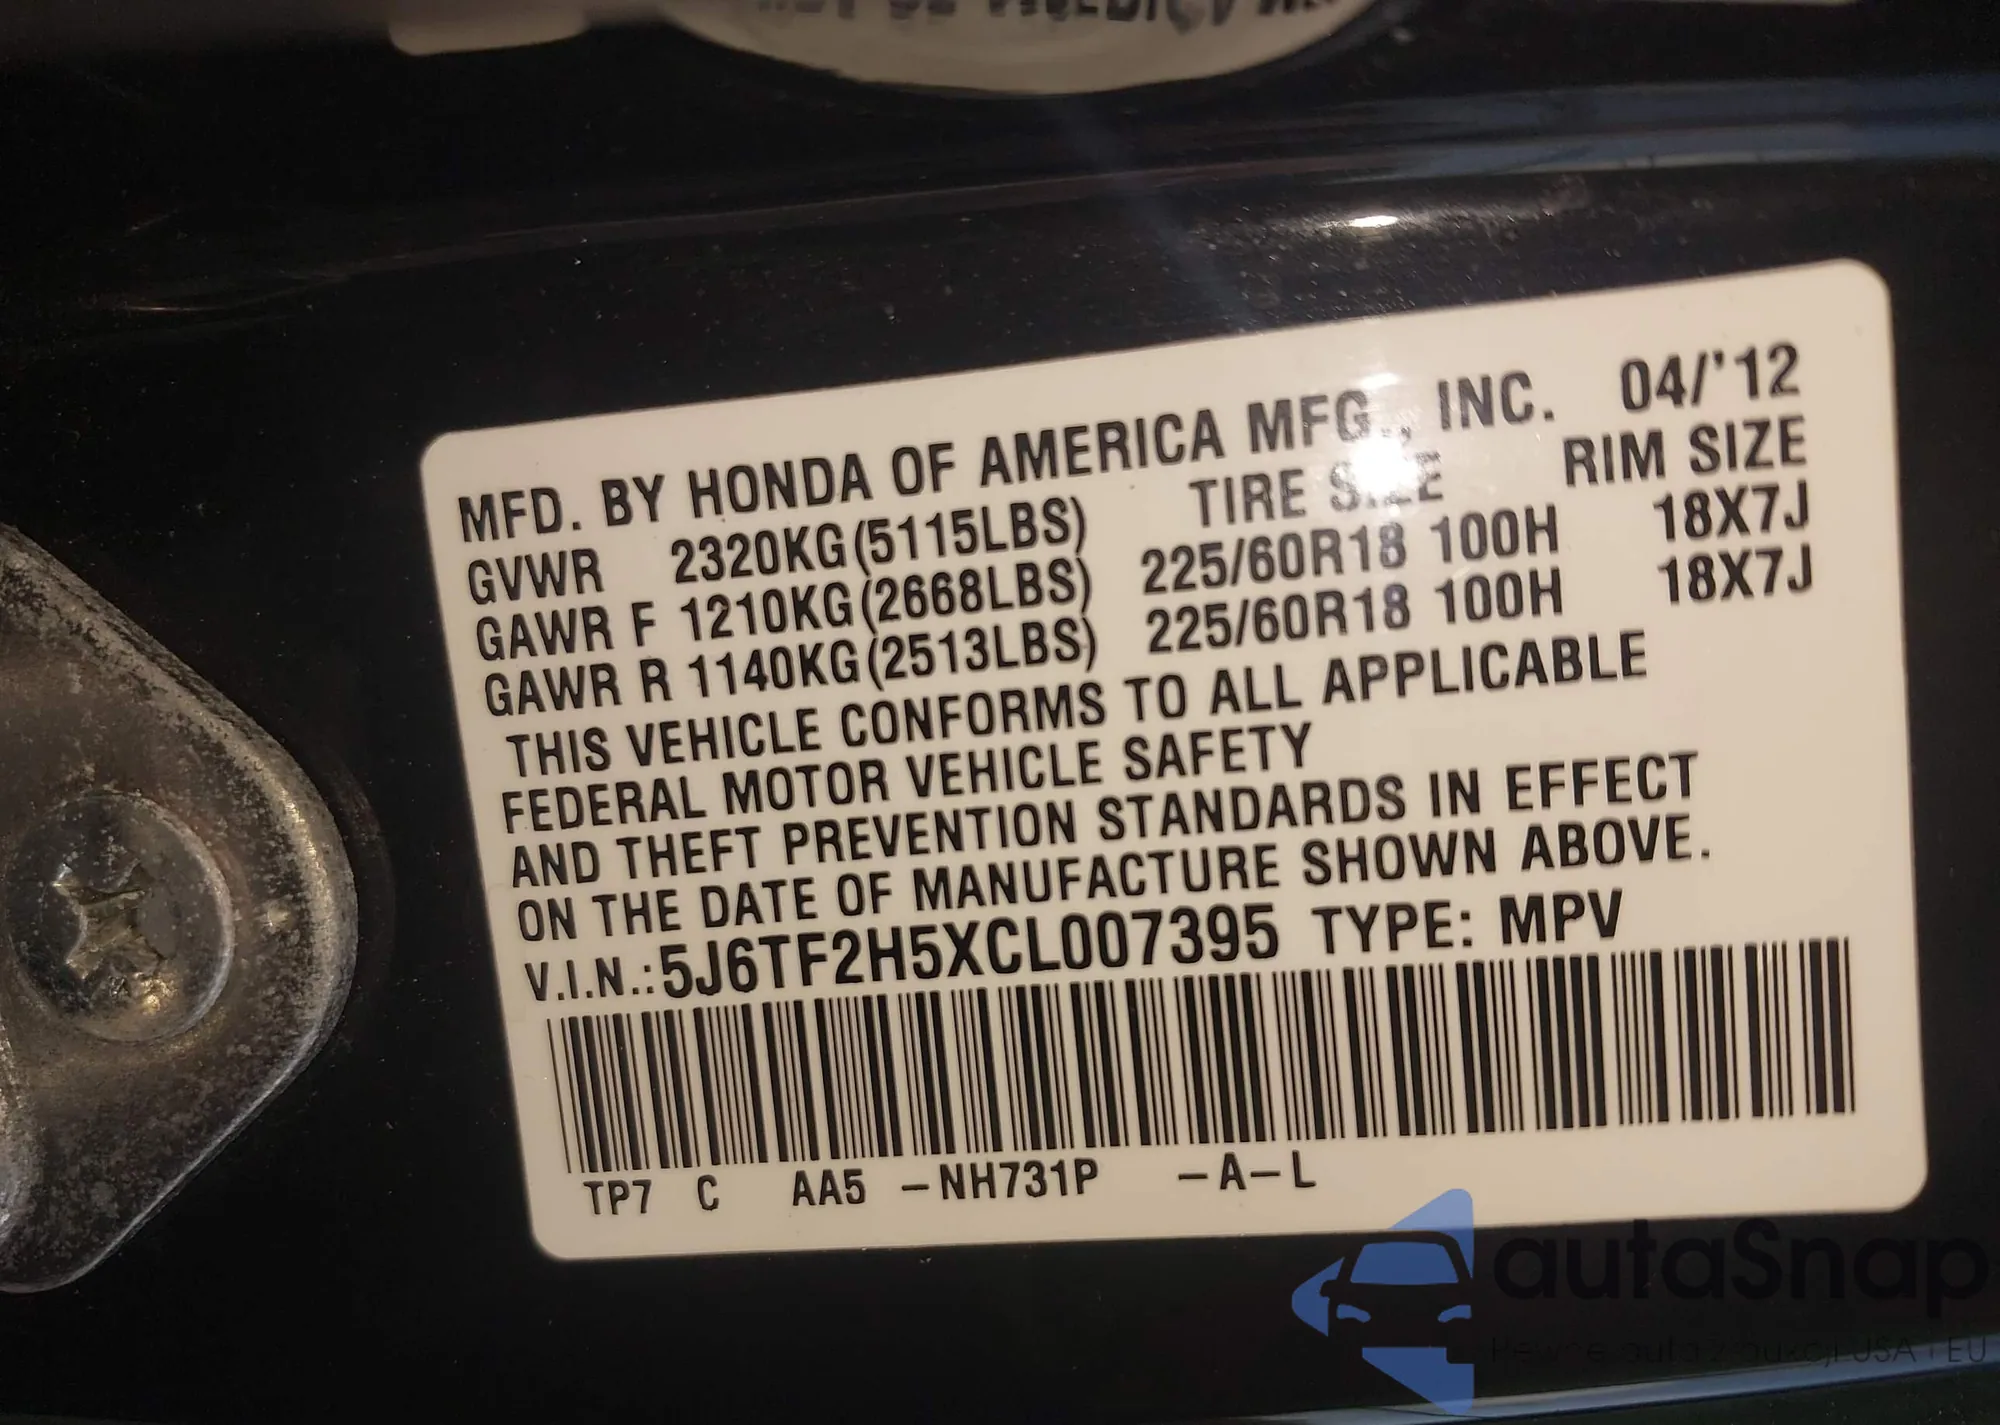 MFD. BY HONDA OF AMERICA MFG., INC. 04/'12
GVWR 2320KG(5115LBS) TIRE SIZE RIM SIZE
GAWR F 1210KG(2668LBS) 225/60R18 100H 18X7J
GAWR R 1140KG(2513LBS) 225/60R18 100H 18X7J
THIS VEHICLE CONFORMS TO ALL APPLICABLE
FEDERAL MOTOR VEHICLE SAFETY
AND THEFT PREVENTION STANDARDS IN EFFECT
ON THE DATE OF MANUFACTURE SHOWN ABOVE.
V.I.N.:5J6TF2H5XCL007395 TYPE: MPV
TP7 C AA5 -NH731P -A-L
autaSnap
USA i EU